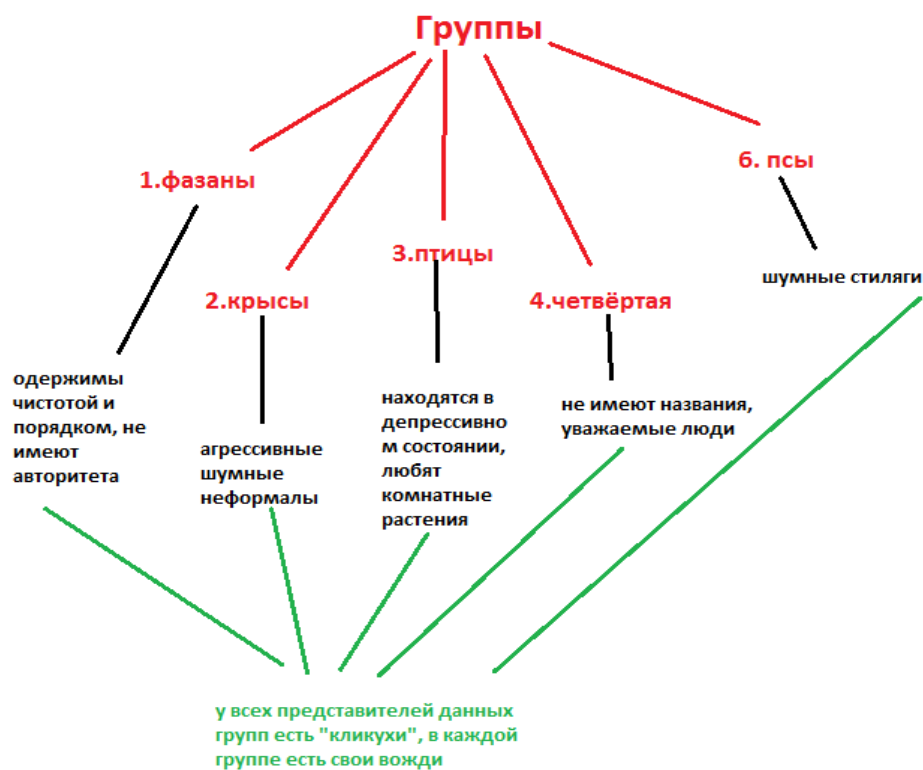 Группы
1.фазаны
2.крысы
3.птицы
4.четвёртая
6. псы
одержимы
чистотой и
порядком, не
имеют
авторитета
агрессивные
шумные
неформалы
находятся в
депрессивно
м состоянии,
любят
комнатные
растения
не имеют названия,
уважаемые люди
шумные стиляги
у всех представителей данных
групп есть "кликухи", в каждой
группе есть свои вожди